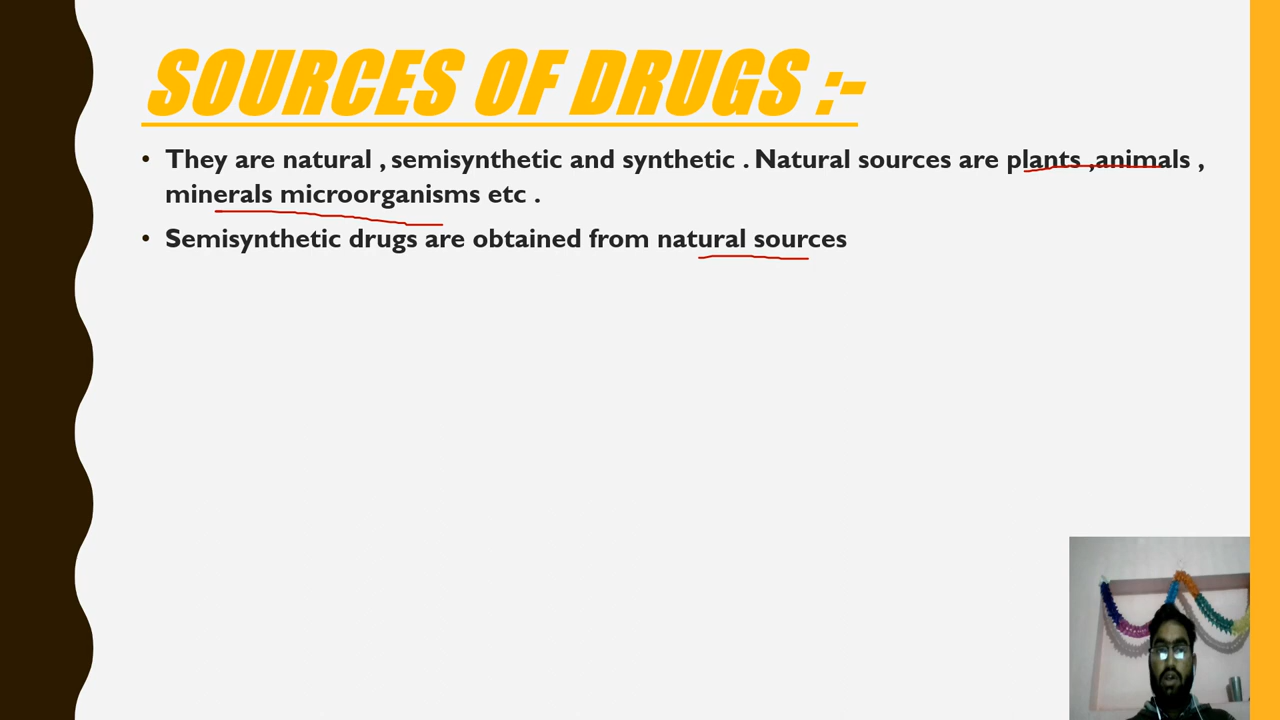 SOURCES OF DRUGS :-
• They are natural , semisynthetic and synthetic . Natural sources are plants ,animals ,
minerals microorganisms etc .
• Semisynthetic drugs are obtained from natural sources